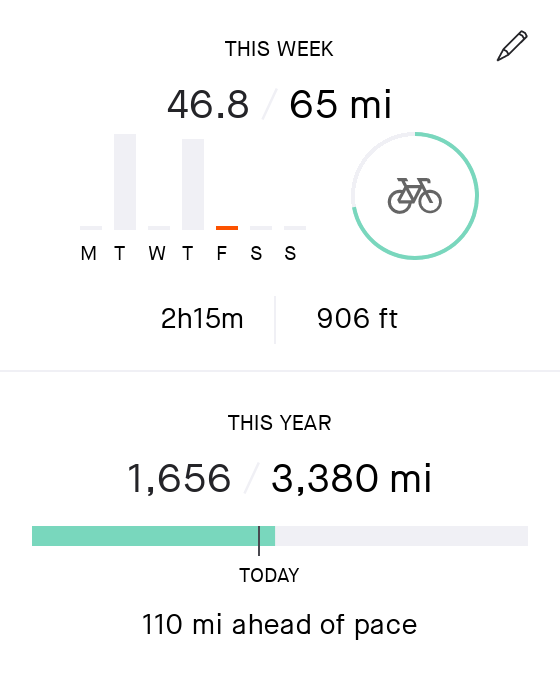 THIS WEEK
46.8 / 65 mi
M T W T F S S
2h15m 906 ft
THIS YEAR
1,656 / 3,380 mi
TODAY
110 mi ahead of pace